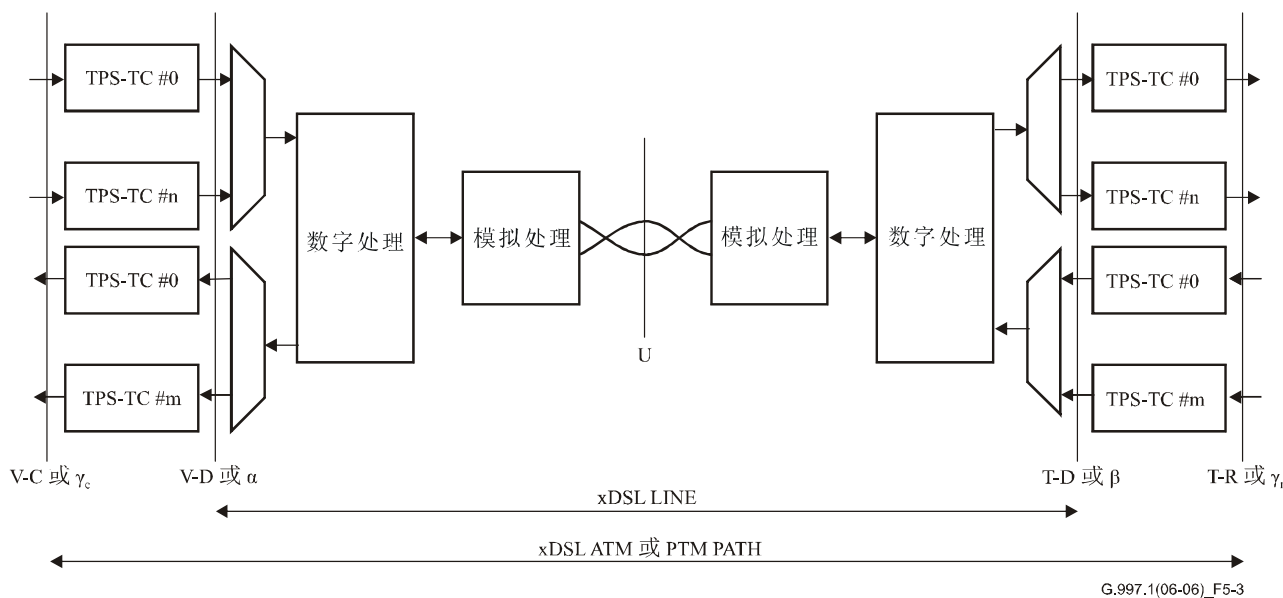 TPS-TC #0
TPS-TC #n
TPS-TC #0
TPS-TC #m
数字处理
模拟处理
U
模拟处理
数字处理
TPS-TC #0
TPS-TC #n
TPS-TC #0
TPS-TC #m
V-C 或 γc
V-D 或 α
T-D 或 β
T-R 或 γr
xDSL LINE
xDSL ATM 或 PTM PATH
G.997.1(06-06)_F5-3